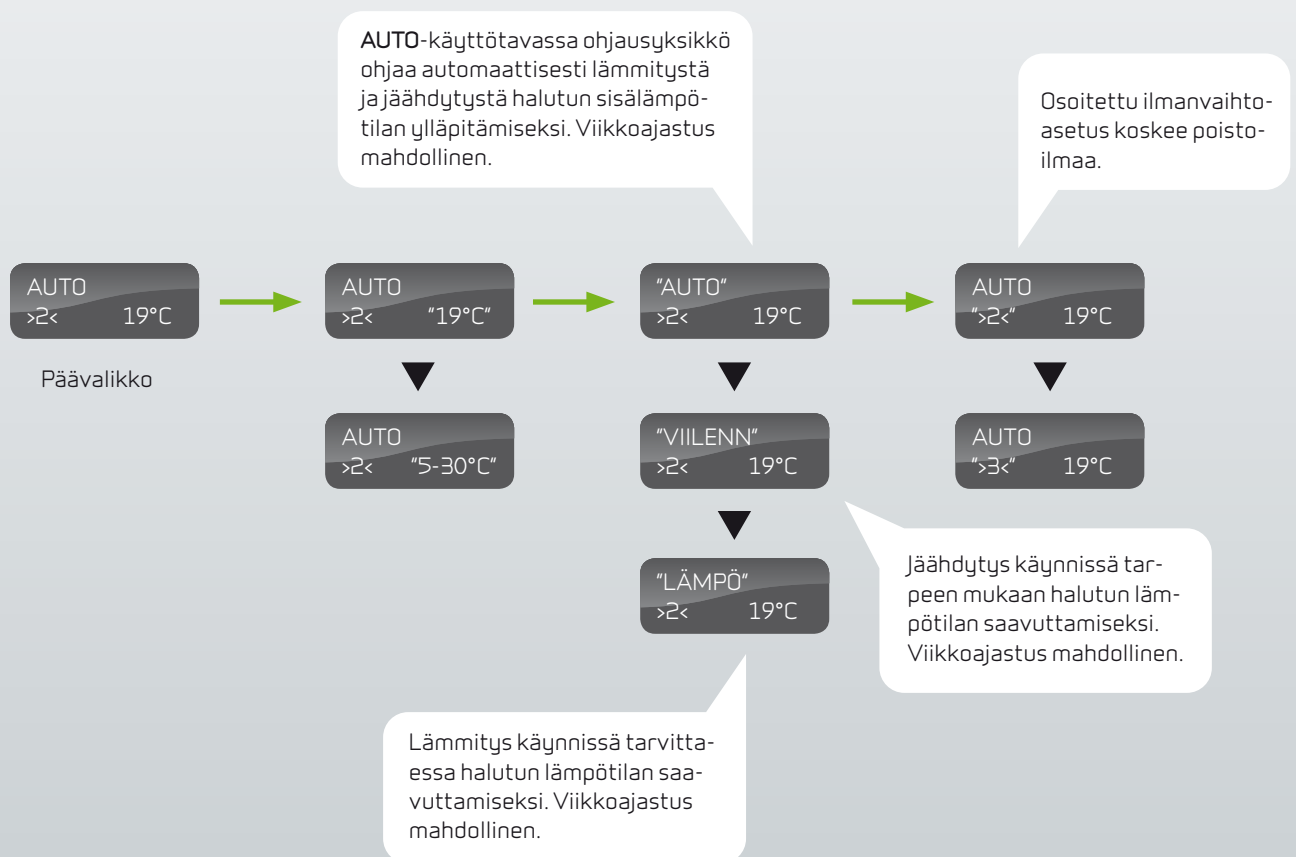 AUTO-käyttötavassa ohjausyksikkö
ohjaa automaattisesti lämmitystä
ja jäähdytystä halutun sisälämpö-
tilan ylläpitämiseksi. Viikkoajastus
mahdollinen.
Osoitettu ilmanvaihto-
asetus koskee poisto-
ilmaa.
AUTO
>2< 19°C
Päävalikko
AUTO
>2< "19°C"
"AUTO"
>2< 19°C
AUTO
">2<" 19°C
AUTO
>2< "5-30°C"
"VIILENN"
>2< 19°C
AUTO
">3<" 19°C
"LÄMPÖ"
>2< 19°C
Jäähdytys käynnissä tar-
peen mukaan halutun läm-
pötilan saavuttamiseksi.
Viikkoajastus mahdollinen.
Lämmitys käynnissä tarvitta-
essa halutun lämpötilan saa-
vuttamiseksi. Viikkoajastus
mahdollinen.